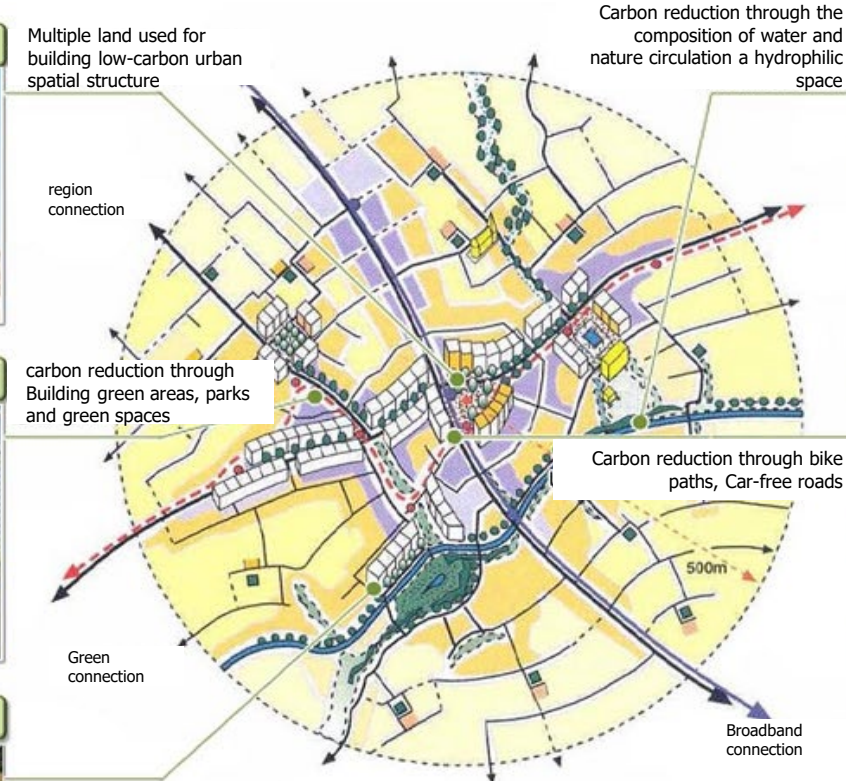 Multiple land used for
building low-carbon urban
spatial structure
Carbon reduction through the
composition of water and
nature circulation a hydrophilic
space
region
connection
carbon reduction through
Building green areas, parks
and green spaces
Carbon reduction through bike
paths, Car-free roads
500m
Green
connection
Broadband
connection